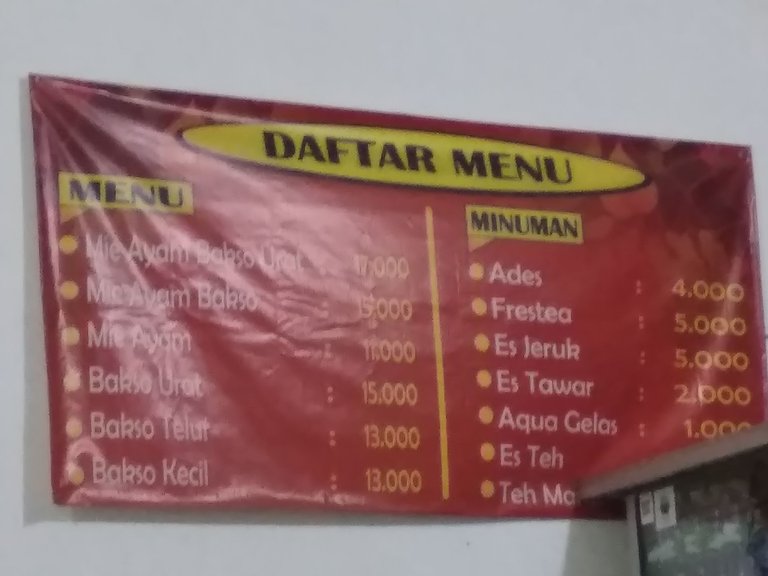 DAFTAR MENU
MENU
Mie Ayam Bakso Urat : 17.000
Mie Ayam Bakso : 15.000
Mie Ayam : 11.000
Bakso Urat : 15.000
Bakso Telur : 13.000
Bakso Kecil : 13.000
MINUMAN
Ades : 4.000
Frestea : 5.000
Es Jeruk : 5.000
Es Tawar : 2.000
Aqua Gelas : 1.000
Es Teh
Teh Ma